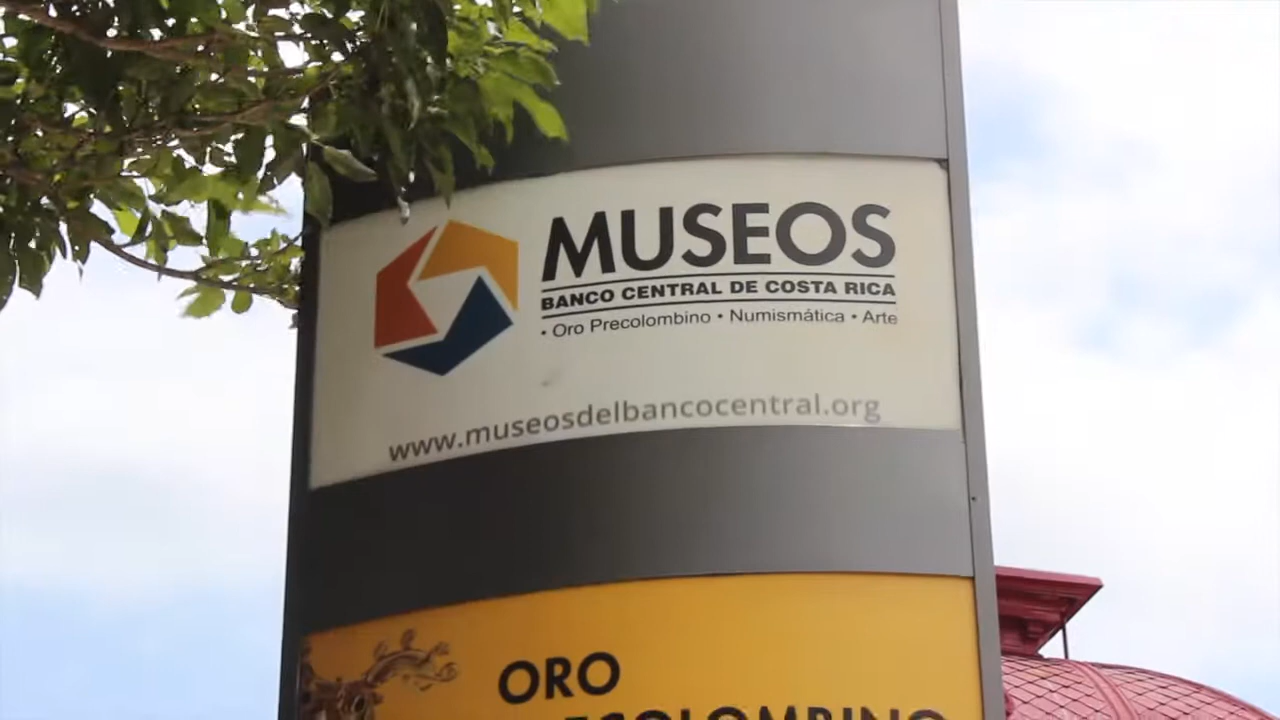 MUSEOS
BANCO CENTRAL DE COSTA RICA
• Oro Precolombino • Numismática • Arte
www.museosdelbancocentral.org
ORO